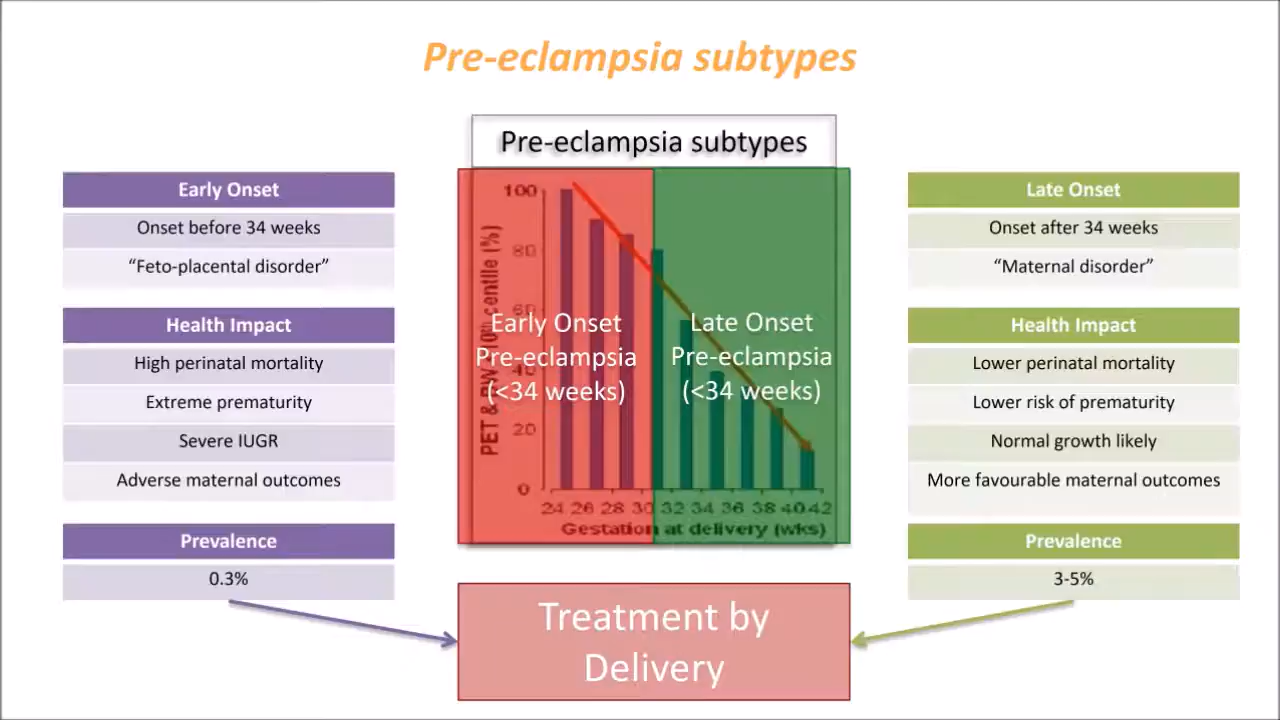 Pre-eclampsia subtypes
Early Onset
Onset before 34 weeks
“Feto-placental disorder”
Health Impact
High perinatal mortality
Extreme prematurity
Severe IUGR
Adverse maternal outcomes
Prevalence
0.3%
Pre-eclampsia subtypes
100
80
60
20
0
PET &
centile (%)
Early Onset
Pre-eclampsia
(<34 weeks)
Late Onset
Pre-eclampsia
(<34 weeks)
24 26 28 30 32 34 36 38 40 42
Gestation at delivery (wks)
Late Onset
Onset after 34 weeks
“Maternal disorder”
Health Impact
Lower perinatal mortality
Lower risk of prematurity
Normal growth likely
More favourable maternal outcomes
Prevalence
3-5%
Treatment by
Delivery